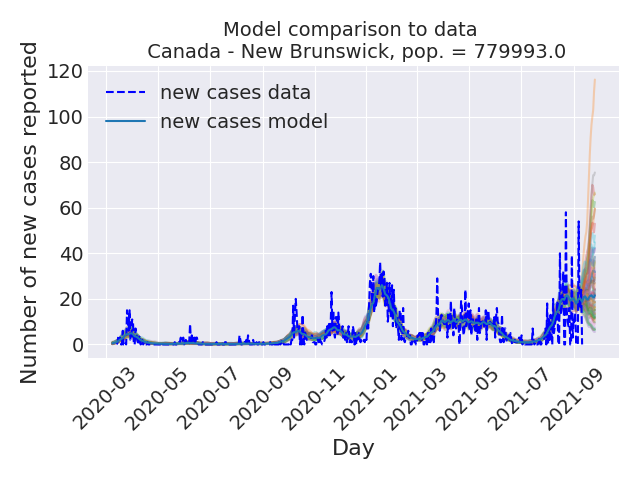 Model comparison to data
Canada - New Brunswick, pop. = 779993.0
Number of new cases reported
120
100
80
60
40
20
0
new cases data
new cases model
2020-03
2020-05
2020-07
2020-09
2020-11
2021-01
2021-03
2021-05
2021-07
2021-09
Day